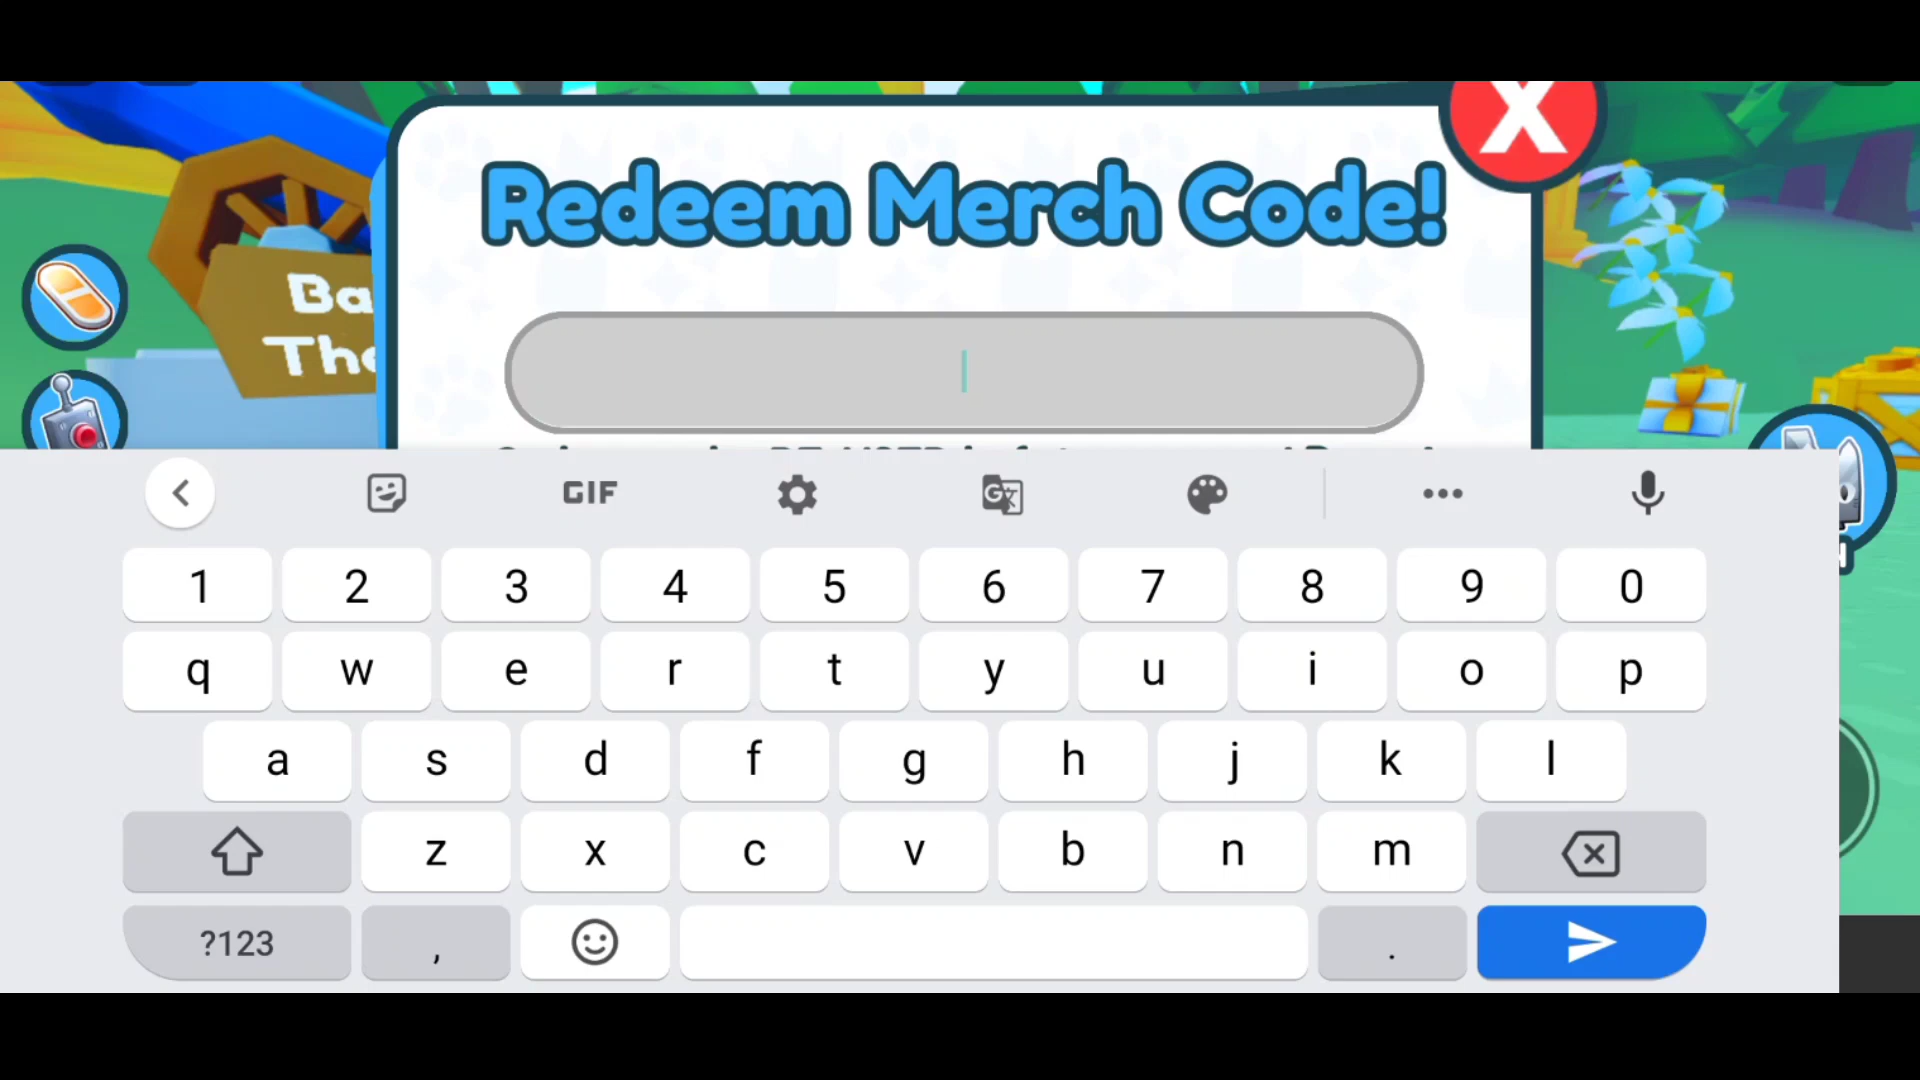 X
Redeem Merch Code!
Ba
The
GIF
1 2 3 4 5 6 7 8 9 0
q w e r t y u i o p
a s d f g h j k l
z x c v b n m
?123 , .